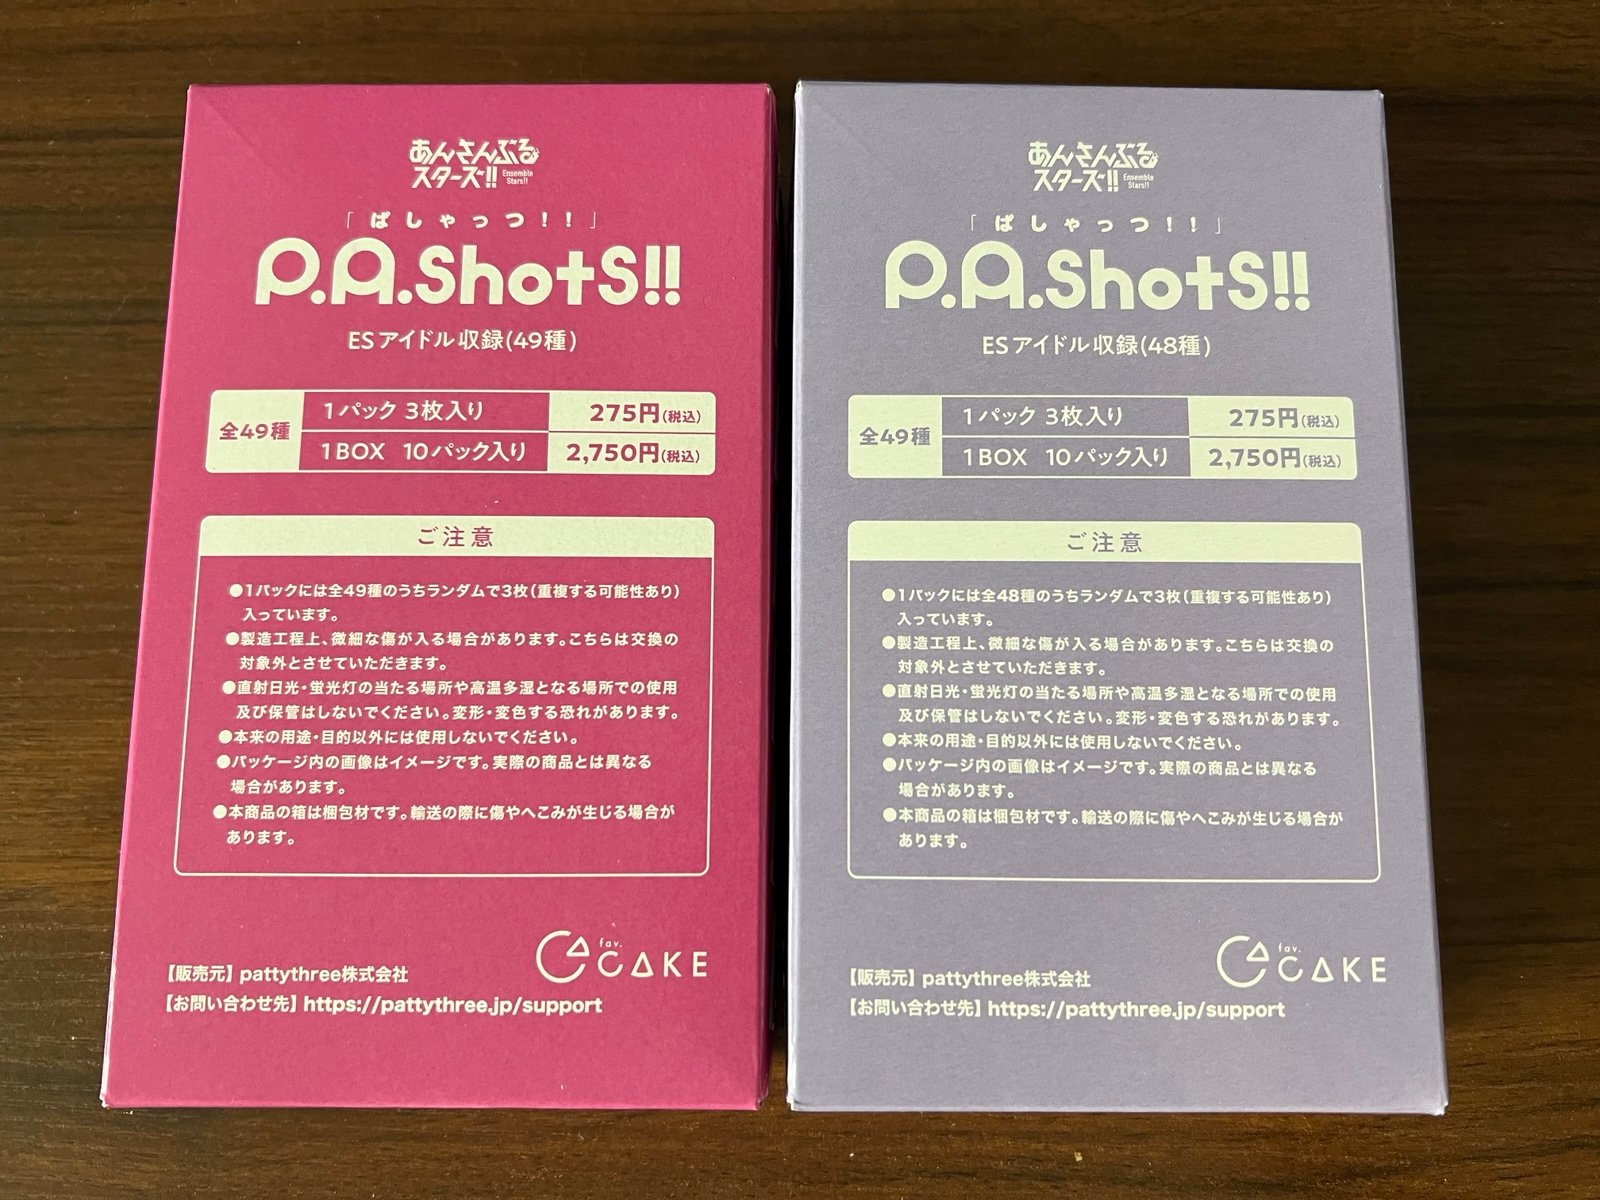 あんさんぶる
スターズ!!
Ensemble
Stars!!
「ぱしゃっつ!!」
P.A.ShotS!!
ESアイドル収録(49種)
全49種
1パック 3枚入り 275円(税込)
1BOX 10パック入り 2,750円(税込)
ご注意
●1パックには全49種のうちランダムで3枚(重複する可能性あり)
入っています。
●製造工程上、微細な傷が入る場合があります。こちらは交換の
対象外とさせていただきます。
●直射日光・蛍光灯の当たる場所や高温多湿となる場所での使用
及び保管はしないでください。変形・変色する恐れがあります。
●本来の用途・目的以外には使用しないでください。
●パッケージ内の画像はイメージです。実際の商品とは異なる
場合があります。
●本商品の箱は梱包材です。輸送の際に傷やへこみが生じる場合が
あります。
fav.
CAKE
【販売元】pattythree株式会社
【お問い合わせ先】https://pattythree.jp/support
あんさんぶる
スターズ!!
Ensemble
Stars!!
「ぱしゃっつ!!」
P.A.ShotS!!
ESアイドル収録(48種)
全49種
1パック 3枚入り 275円(税込)
1BOX 10パック入り 2,750円(税込)
ご注意
●1パックには全48種のうちランダムで3枚(重複する可能性あり)
入っています。
●製造工程上、微細な傷が入る場合があります。こちらは交換の
対象外とさせていただきます。
●直射日光・蛍光灯の当たる場所や高温多湿となる場所での使用
及び保管はしないでください。変形・変色する恐れがあります。
●本来の用途・目的以外には使用しないでください。
●パッケージ内の画像はイメージです。実際の商品とは異なる
場合があります。
●本商品の箱は梱包材です。輸送の際に傷やへこみが生じる場合が
あります。
fav.
CAKE
【販売元】pattythree株式会社
【お問い合わせ先】https://pattythree.jp/support